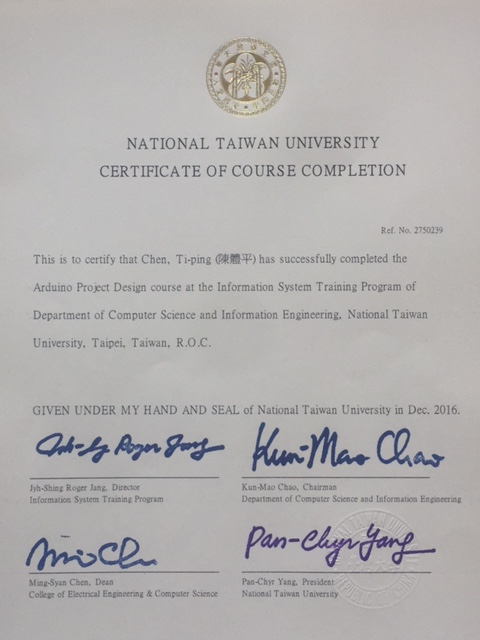 NATIONAL TAIWAN UNIVERSITY
CERTIFICATE OF COURSE COMPLETION
Ref. No. 2750239
This is to certify that Chen, Ti-ping (陳體平) has successfully completed the
Arduino Project Design course at the Information System Training Program of
Department of Computer Science and Information Engineering, National Taiwan
University, Taipei, Taiwan, R.O.C.
GIVEN UNDER MY HAND AND SEAL of National Taiwan University in Dec. 2016.
Jyh-Shing Roger Jang
Kun-Mao Chao
Jyh-Shing Roger Jang, Director
Information System Training Program
Kun-Mao Chao, Chairman
Department of Computer Science and Information Engineering
Pan-Chyr Yang
Ming-Syan Chen, Dean
College of Electrical Engineering & Computer Science
Pan-Chyr Yang, President
National Taiwan University